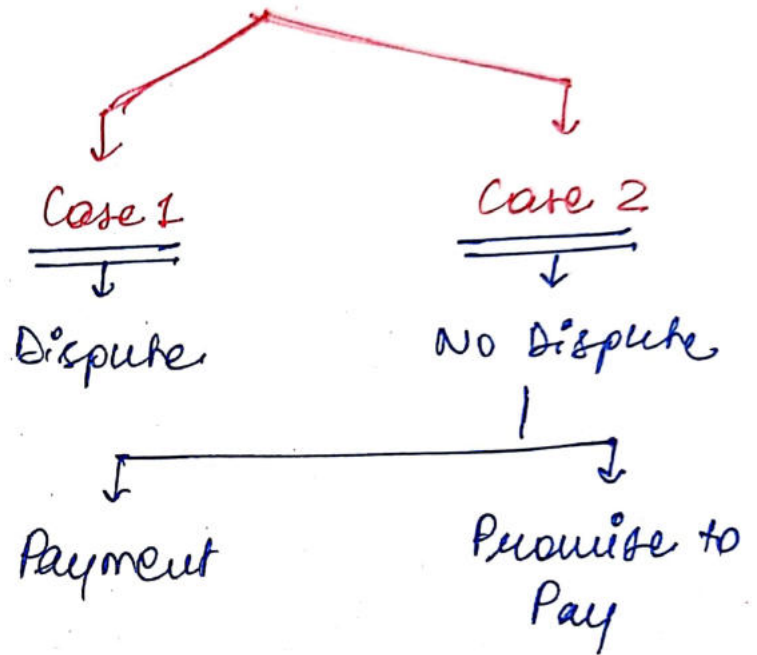 Case 1
Case 2
Dispute
No Dispute
Payment
Promise to
Pay